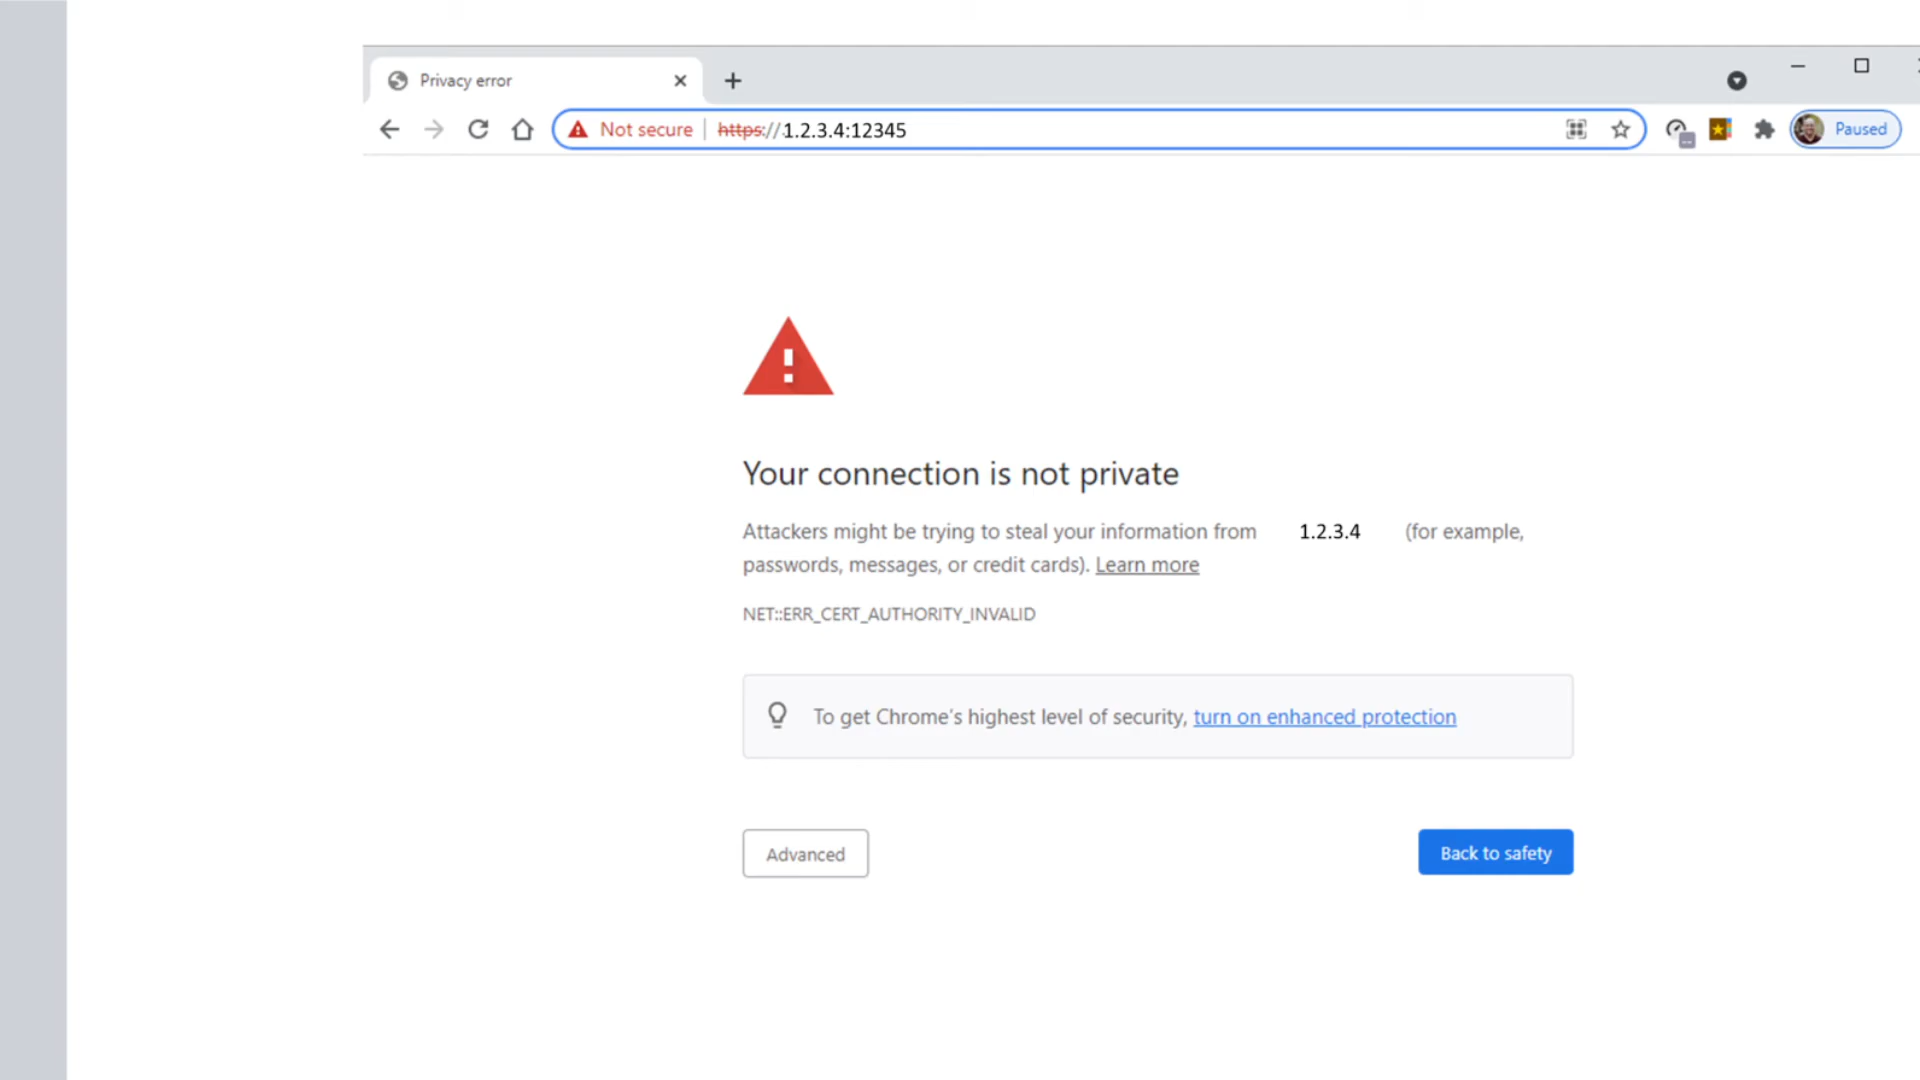 Privacy error
Not secure | https://1.2.3.4:12345
Paused
Your connection is not private
Attackers might be trying to steal your information from 1.2.3.4 (for example,
passwords, messages, or credit cards). Learn more
NET::ERR_CERT_AUTHORITY_INVALID
To get Chrome's highest level of security, turn on enhanced protection
Advanced
Back to safety